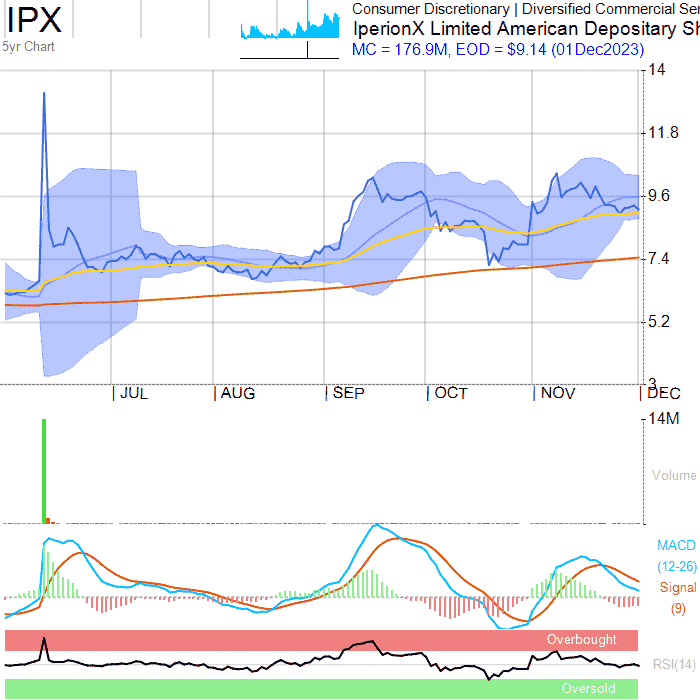 IPX
5yr Chart
Consumer Discretionary | Diversified Commercial Ser
IperionX Limited American Depositary Sh
MC = 176.9M, EOD = $9.14 (01Dec2023)
14
11.8
9.6
7.4
5.2
3
JUL AUG SEP OCT NOV DEC
14M
Volume
MACD
(12-26)
Signal
(9)
Overbought
RSI(14)
Oversold